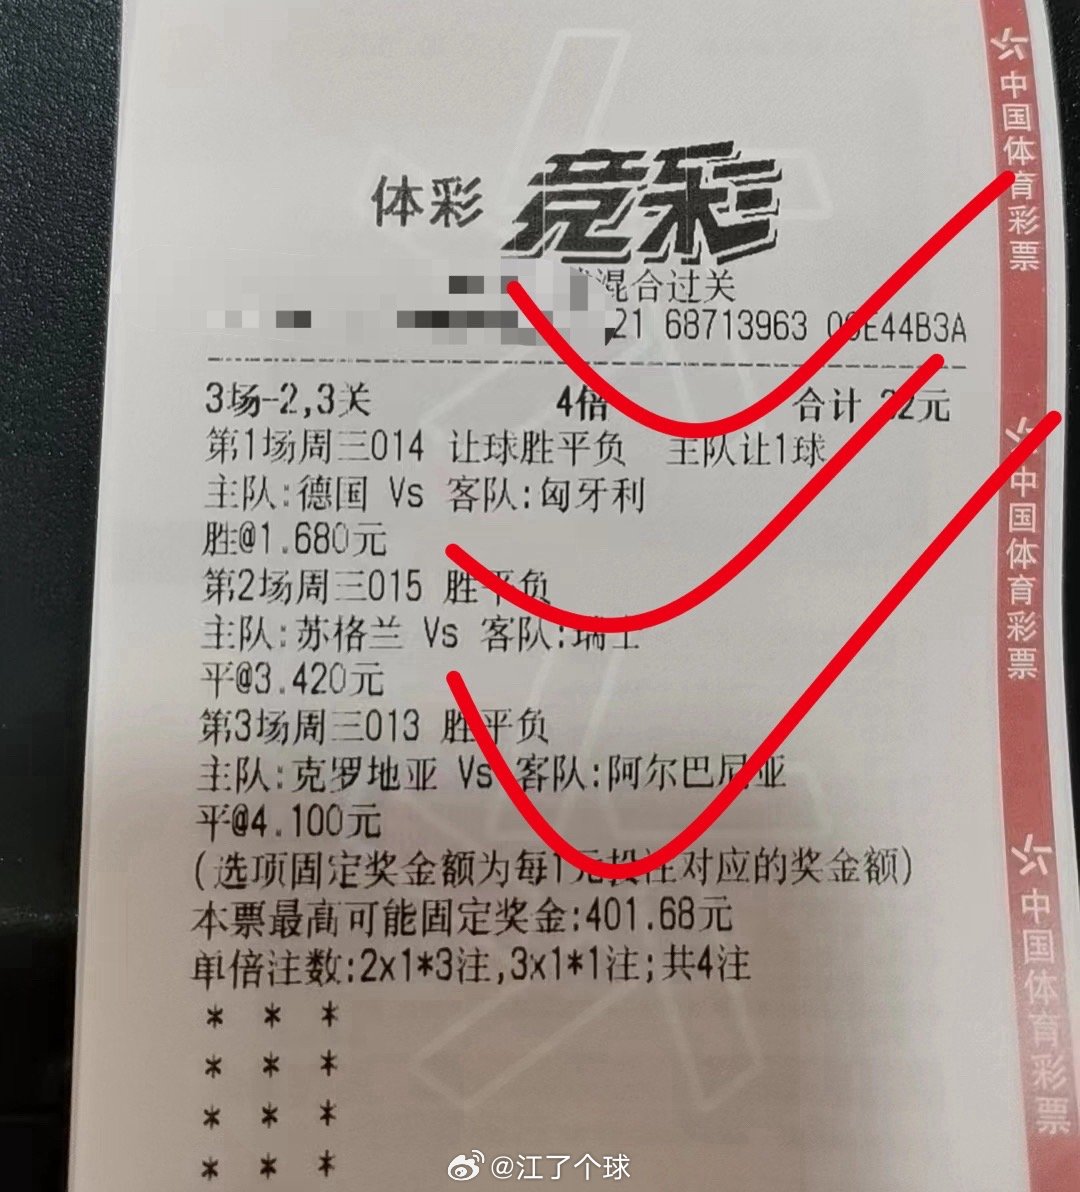 体彩 竞彩
混合过关
21 68713963 00E44B3A
3场-2,3关 4倍 合计 32元
第1场周三014 让球胜平负 主队让1球
主队:德国 Vs 客队:匈牙利
胜@1.680元
第2场周三015 胜平负
主队:苏格兰 Vs 客队:瑞士
平@3.420元
第3场周三013 胜平负
主队:克罗地亚 Vs 客队:阿尔巴尼亚
平@4.100元
(选项固定奖金额为每1元投注对应的奖金额)
本票最高可能固定奖金:401.68元
单倍注数:2x1*3注,3x1*1注;共4注
* * *
* * *
* * *
* * *
中国体育彩票
中国体育彩票
中国体育彩票
@江了个球